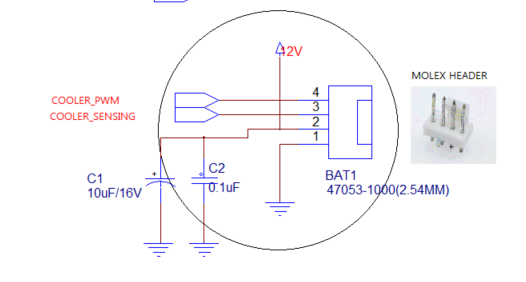 12V
MOLEX HEADER
4
COOLER_PWM
3
COOLER_SENSING
2
1
C2
C1
BAT1
0.1uF
10uF/16V
47053-1000(2.54MM)